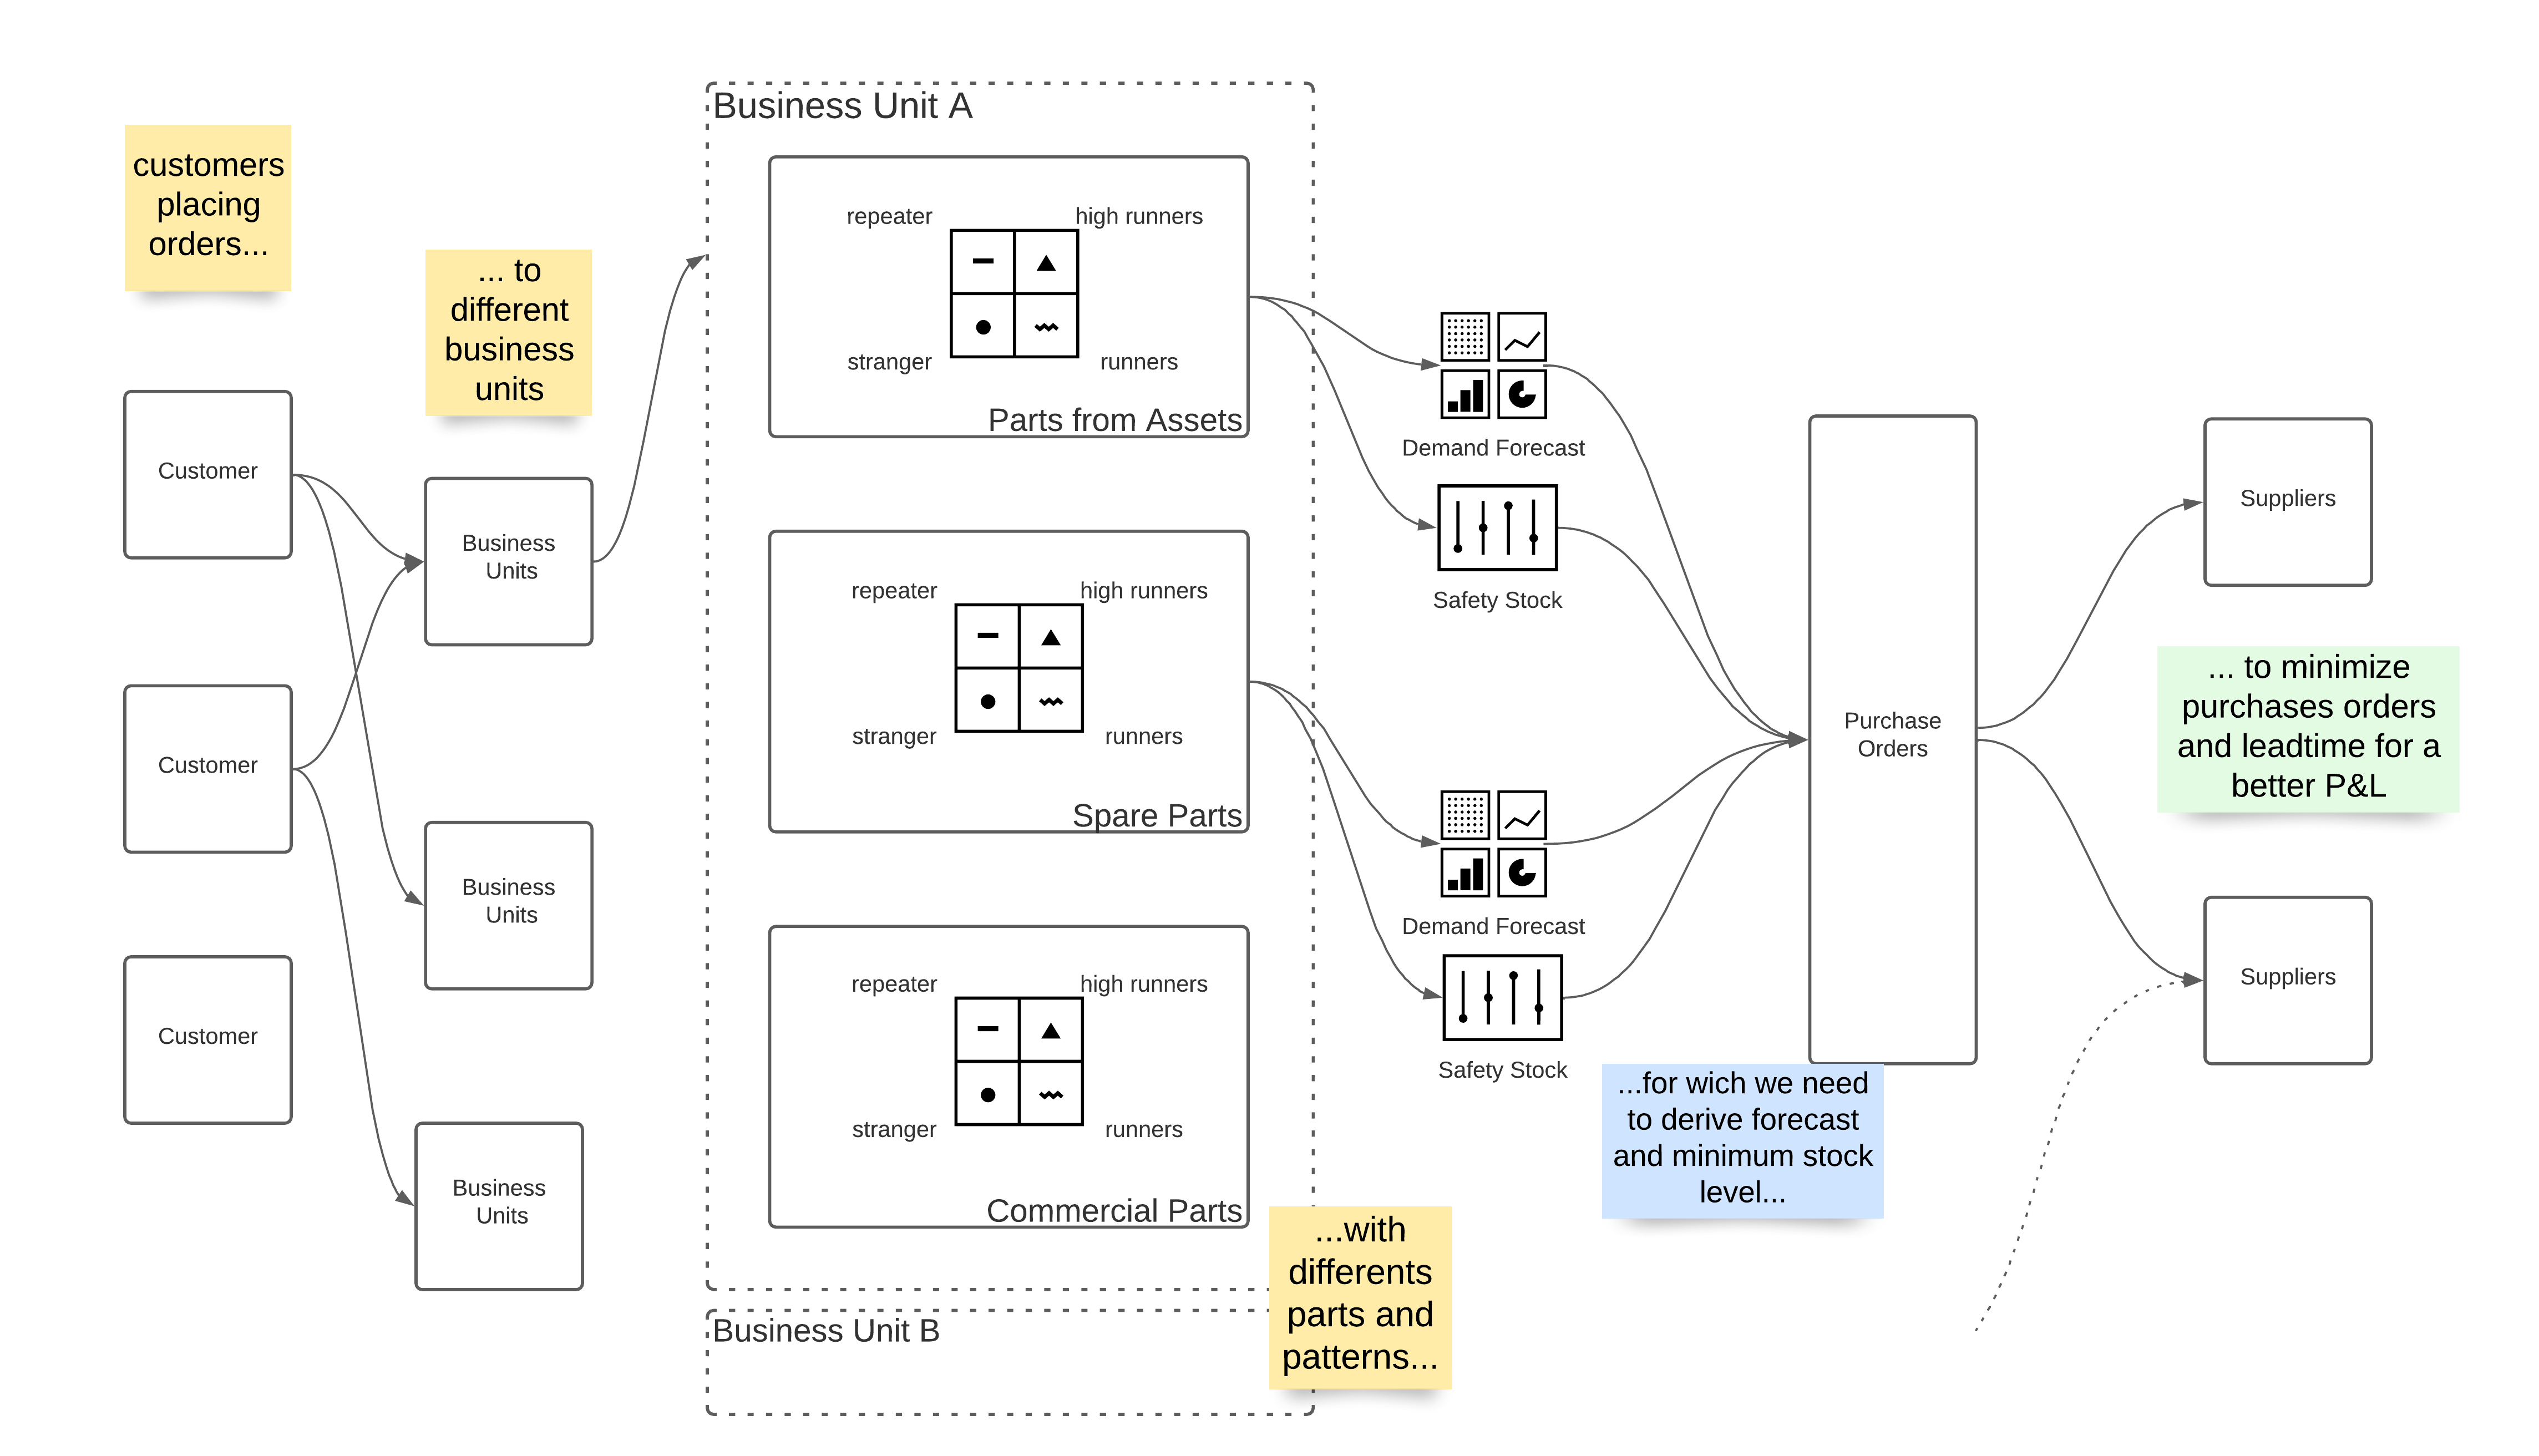 customers
placing
orders...
... to
different
business
units
Customer
Customer
Customer
Business
Units
Business
Units
Business
Units
Business Unit A
repeater
high runners
stranger
runners
Parts from Assets
repeater
high runners
stranger
runners
Spare Parts
repeater
high runners
stranger
runners
Commercial Parts
Business Unit B
...with
differents
parts and
patterns...
Demand Forecast
Safety Stock
Demand Forecast
Safety Stock
...for wich we need
to derive forecast
and minimum stock
level...
Purchase
Orders
Suppliers
... to minimize
purchases orders
and leadtime for a
better P&L
Suppliers